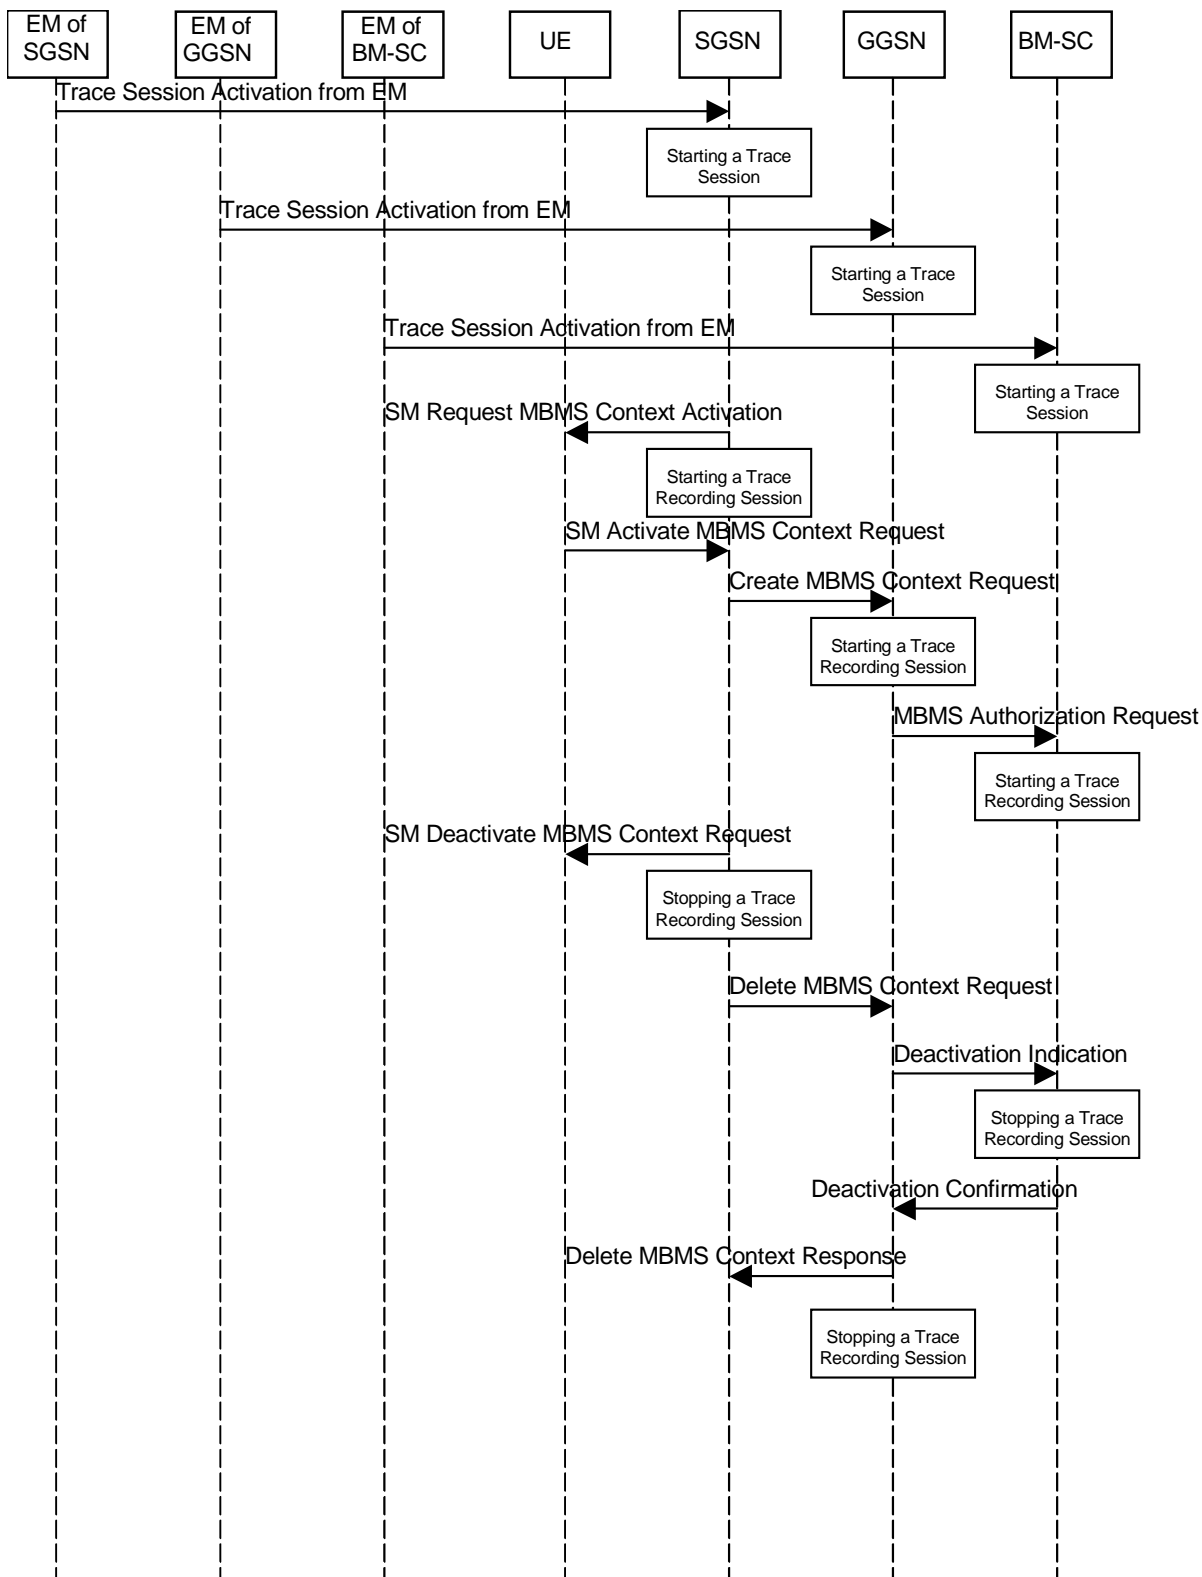 EM of
SGSN
EM of
GGSN
EM of
BM-SC
UE
SGSN
GGSN
BM-SC
Trace Session Activation from EM
Starting a Trace
Session
Trace Session Activation from EM
Starting a Trace
Session
Trace Session Activation from EM
Starting a Trace
Session
SM Request MBMS Context Activation
Starting a Trace
Recording Session
SM Activate MBMS Context Request
Create MBMS Context Request
Starting a Trace
Recording Session
MBMS Authorization Request
Starting a Trace
Recording Session
SM Deactivate MBMS Context Request
Stopping a Trace
Recording Session
Delete MBMS Context Request
Deactivation Indication
Stopping a Trace
Recording Session
Deactivation Confirmation
Delete MBMS Context Response
Stopping a Trace
Recording Session